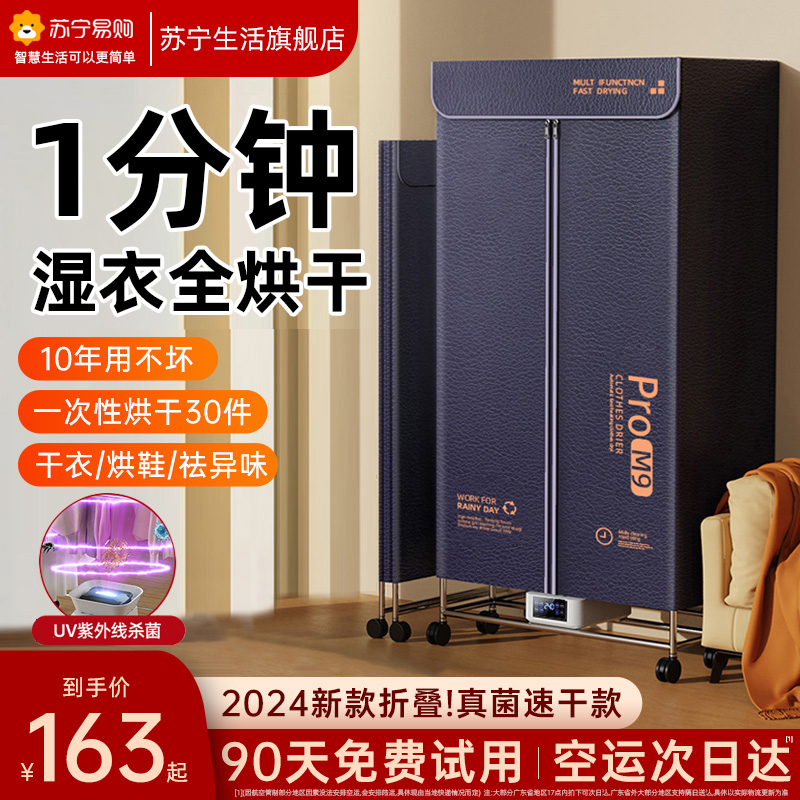 苏宁易购
智慧生活可以更简单
苏宁生活旗舰店
MULT IFUNCTNCN
FAST DRYING
1分钟
湿衣全烘干
10年用不坏
一次性烘干30件
干衣/烘鞋/祛异味
UV紫外线杀菌
Pro M9
CLOTHES DRIER
WORK FOR
RAINY DAY
到手价
¥163起
2024新款折叠!真菌速干款
90天免费试用 空运次日达[1]